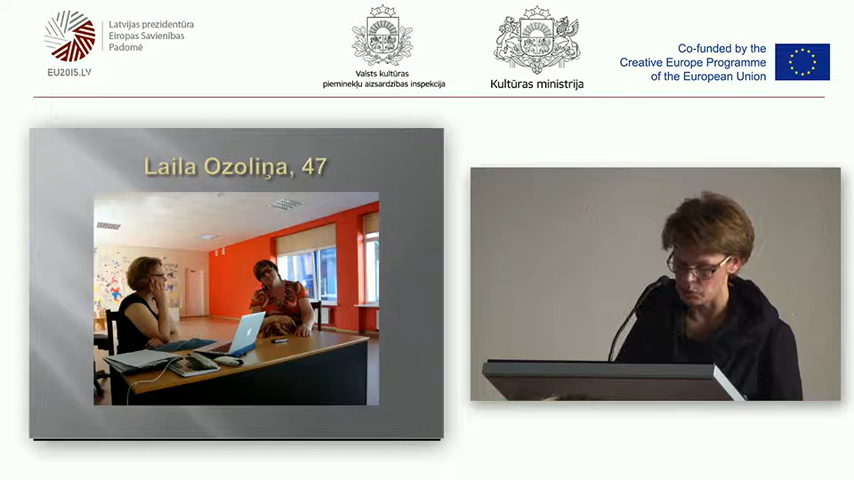 Latvijas prezidentūra
Eiropas Savienības
Padomē
EU2015.LV
Valsts kultūras
pieminekļu aizsardzības inspekcija
Kultūras ministrija
Co-funded by the
Creative Europe Programme
of the European Union
Laila Ozoliņa, 47